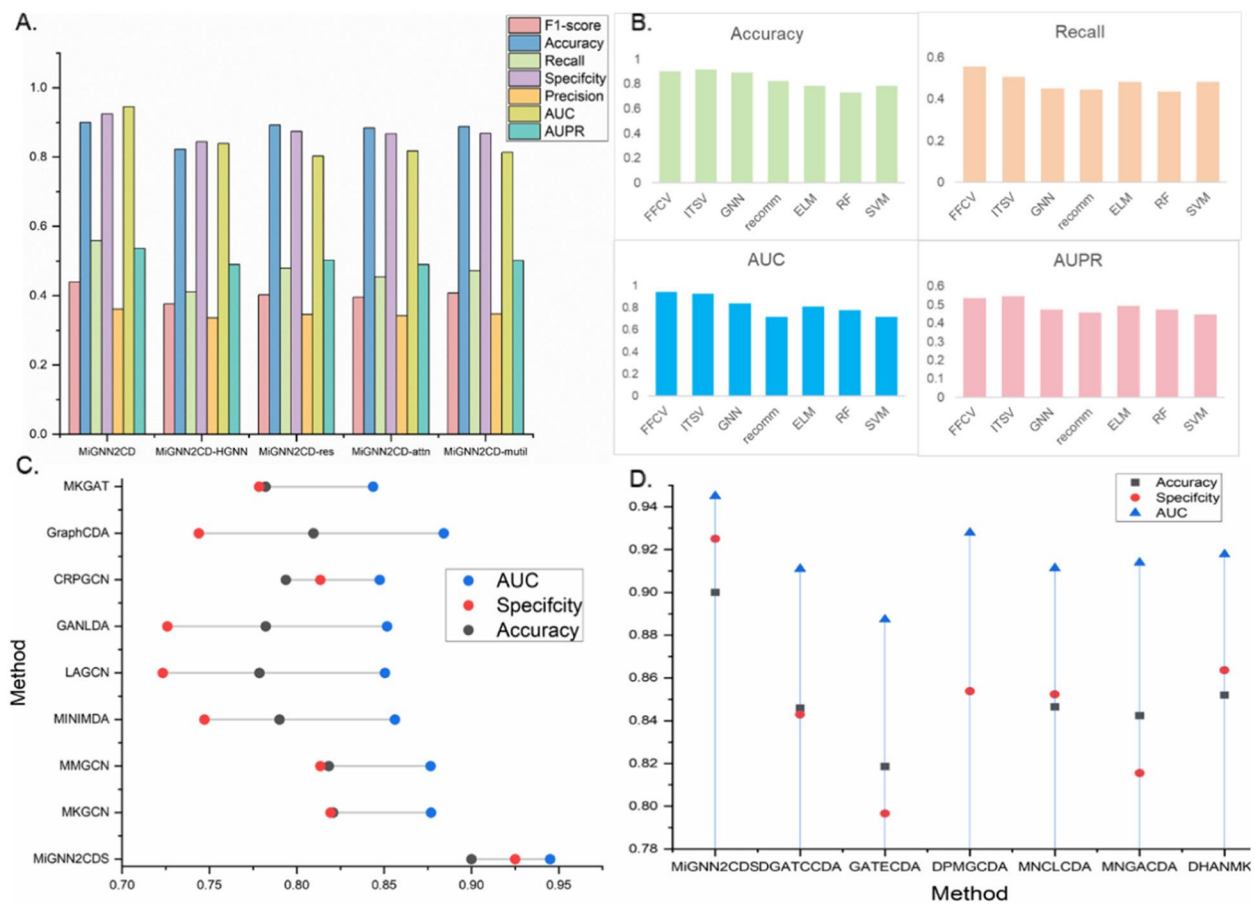 A.
F1-score
Accuracy
Recall
Specifcity
Precision
AUC
AUPR
1.0
0.8
0.6
0.4
0.2
0.0
MiGNN2CD
MiGNN2CD-HGNN
MiGNN2CD-res
MiGNN2CD-attn
MiGNN2CD-mutil
B.
Accuracy
1
0.8
0.6
0.4
0.2
0
FFCV
ITSV
GNN
recomm
ELM
RF
SVM
Recall
0.6
0.4
0.2
0
FFCV
ITSV
GNN
recomm
ELM
RF
SVM
AUC
1
0.8
0.6
0.4
0.2
0
FFCV
ITSV
GNN
recomm
ELM
RF
SVM
AUPR
0.6
0.5
0.4
0.3
0.2
0.1
0
FFCV
ITSV
GNN
recomm
ELM
RF
SVM
C.
Method
MKGAT
GraphCDA
CRPGCN
GANLDA
LAGCN
MINIMDA
MMGCN
MKGCN
MiGNN2CDS
AUC
Specifcity
Accuracy
0.70
0.75
0.80
0.85
0.90
0.95
D.
Accuracy
Specifcity
AUC
0.94
0.92
0.90
0.88
0.86
0.84
0.82
0.80
0.78
MiGNN2CDSDGATCCDA
GATECDA
DPMGCDA
MNCLCDA
MNGACDA
DHANMK
Method